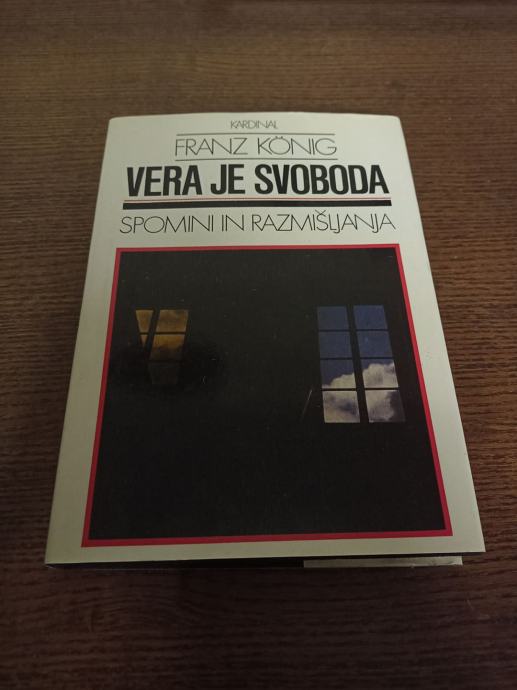 KARDINAL
FRANZ KÖNIG
VERA JE SVOBODA
SPOMINI IN RAZMIŠLJANJA